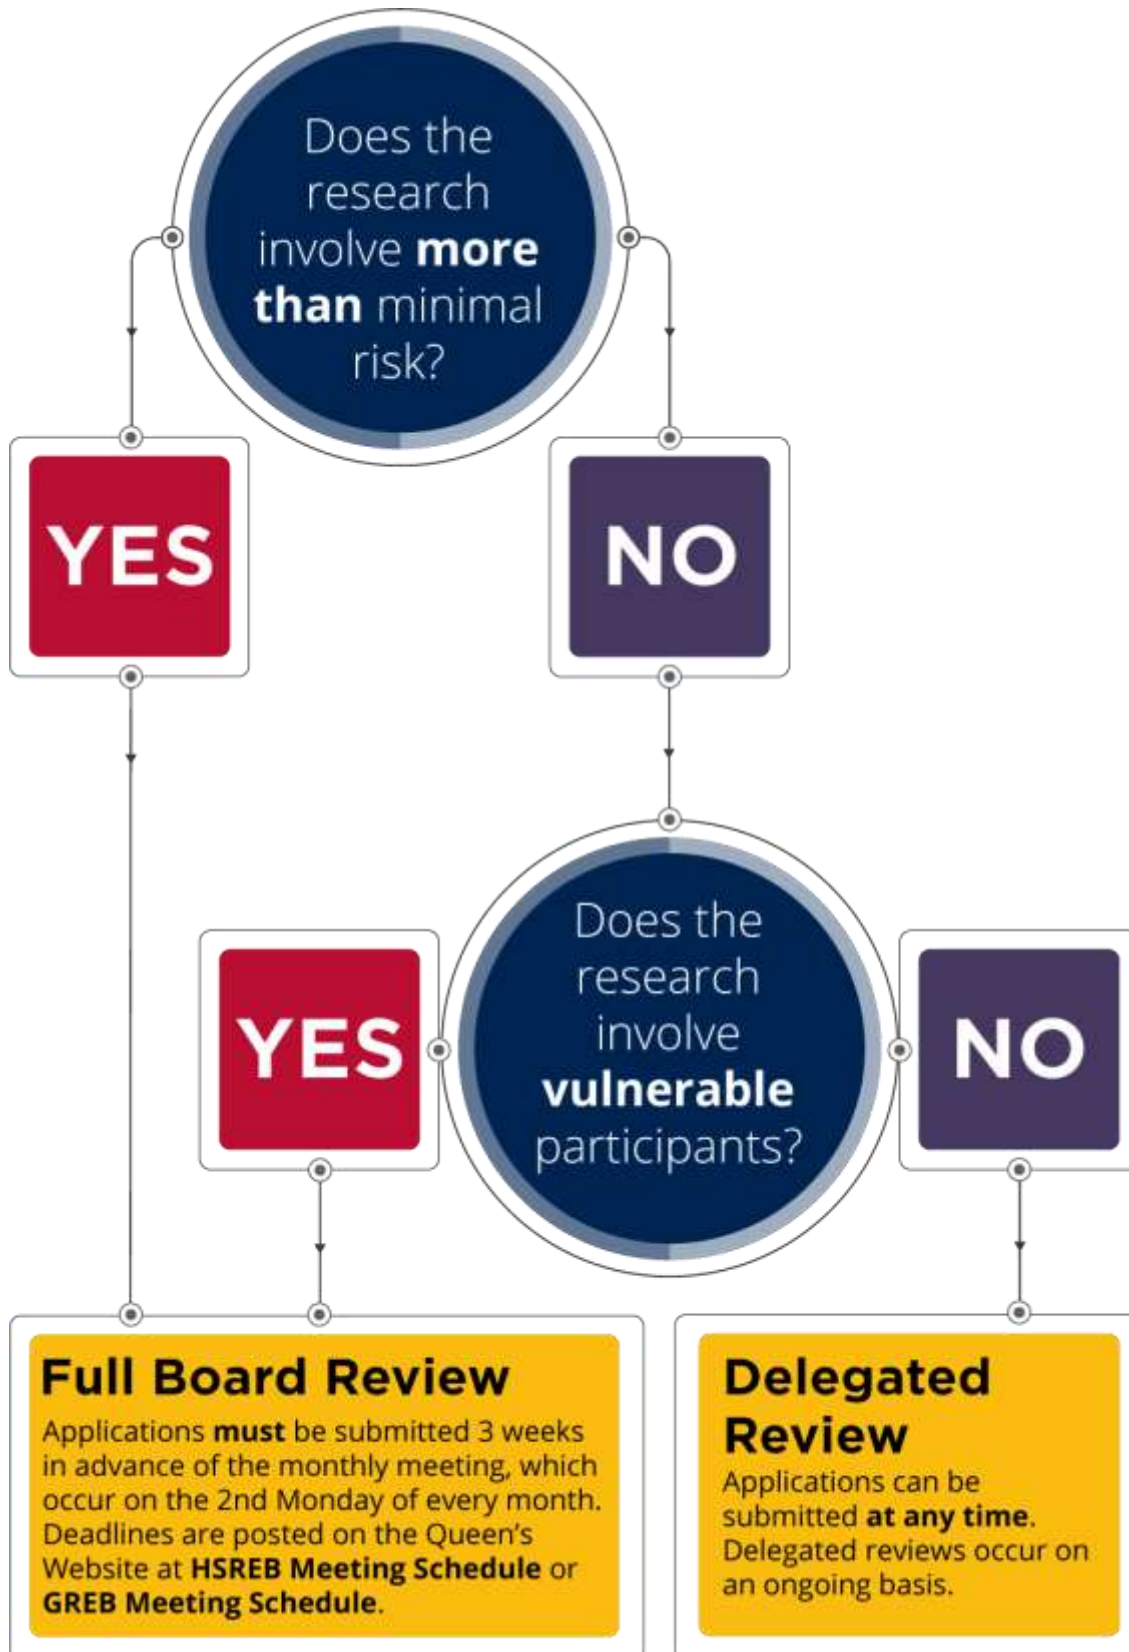 Does the
research
involve more
than minimal
risk?
YES
NO
Does the
research
involve
vulnerable
participants?
YES
NO
Full Board Review
Applications must be submitted 3 weeks
in advance of the monthly meeting, which
occur on the 2nd Monday of every month.
Deadlines are posted on the Queen's
Website at HSREB Meeting Schedule or
GREB Meeting Schedule.
Delegated
Review
Applications can be
submitted at any time.
Delegated reviews occur on
an ongoing basis.